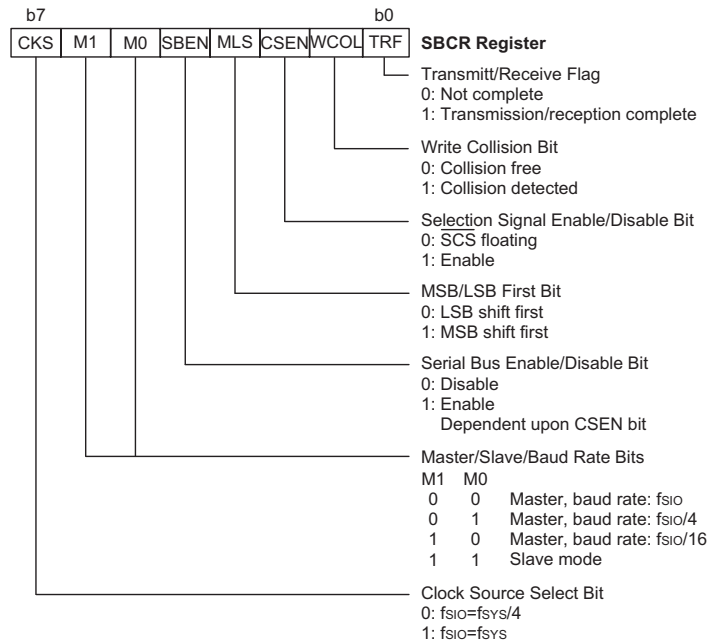 b7 b0
CKS M1 M0 SBEN MLS CSEN WCOL TRF SBCR Register
Transmitt/Receive Flag
0: Not complete
1: Transmission/reception complete
Write Collision Bit
0: Collision free
1: Collision detected
Selection Signal Enable/Disable Bit
0: SCS floating
1: Enable
MSB/LSB First Bit
0: LSB shift first
1: MSB shift first
Serial Bus Enable/Disable Bit
0: Disable
1: Enable
Dependent upon CSEN bit
Master/Slave/Baud Rate Bits
M1 M0
0 0 Master, baud rate: fSIO
0 1 Master, baud rate: fSIO/4
1 0 Master, baud rate: fSIO/16
1 1 Slave mode
Clock Source Select Bit
0: fSIO=fSYS/4
1: fSIO=fSYS